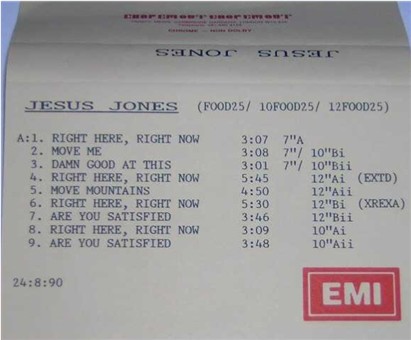 JESUS JONES
JESUS JONES (FOOD25/ 10FOOD25/ 12FOOD25)
A:1. RIGHT HERE, RIGHT NOW 3:07 7"A
2. MOVE ME 3:08 7"/ 10"Bi
3. DAMN GOOD AT THIS 3:01 7"/ 10"Bii
4. RIGHT HERE, RIGHT NOW 5:45 12"Ai (EXTD)
5. MOVE MOUNTAINS 4:50 12"Aii
6. RIGHT HERE, RIGHT NOW 5:30 12"Bi (XREXA)
7. ARE YOU SATISFIED 3:46 12"Bii
8. RIGHT HERE, RIGHT NOW 3:09 10"Ai
9. ARE YOU SATISFIED 3:48 10"Aii
24:8:90
EMI